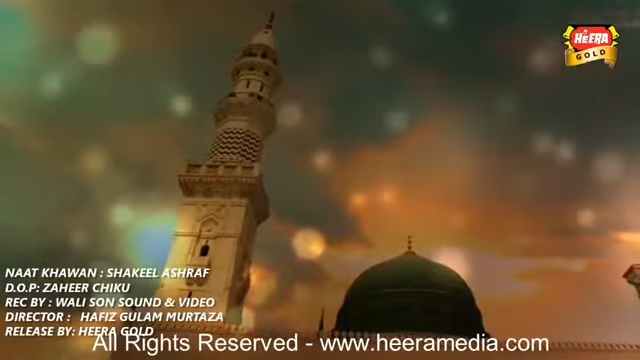 HEERA
GOLD
NAAT KHAWAN : SHAKEEL ASHRAF
D.O.P: ZAHEER CHIKU
REC BY : WALI SON SOUND & VIDEO
DIRECTOR : HAFIZ GULAM MURTAZA
RELEASE BY: HEERA GOLD
All Rights Reserved - www.heeramedia.com